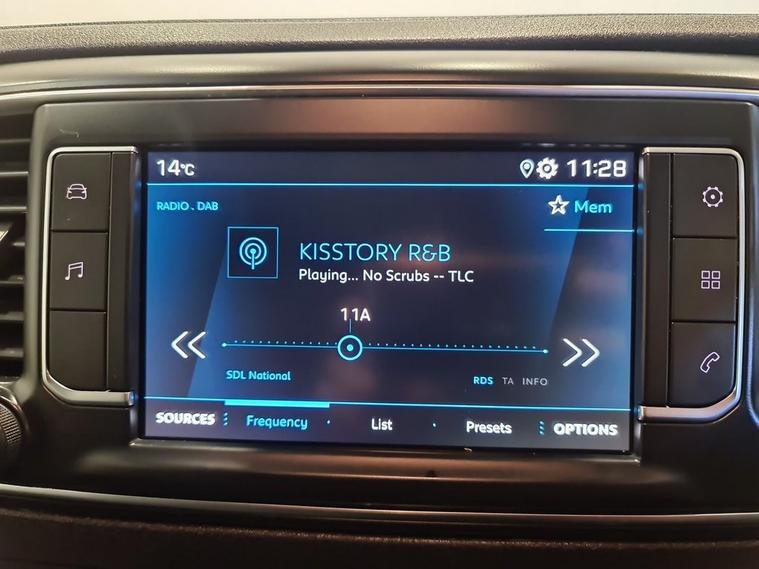 14°C 11:28
RADIO . DAB
Mem
KISSTORY R&B
Playing... No Scrubs -- TLC
11A
SDL National
RDS TA INFO
SOURCES Frequency List Presets OPTIONS